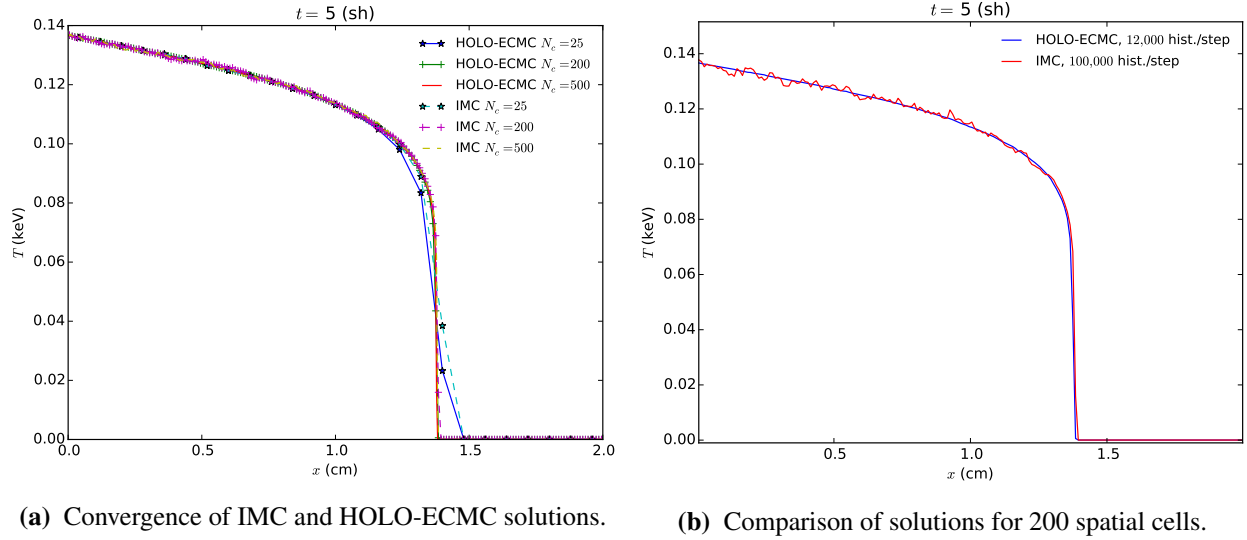 t = 5 (sh)
0.14
0.12
0.10
0.08
0.06
0.04
0.02
0.00
T (keV)
HOLO-ECMC N_c = 25
HOLO-ECMC N_c = 200
HOLO-ECMC N_c = 500
IMC N_c = 25
IMC N_c = 200
IMC N_c = 500
0.0 0.5 1.0 1.5 2.0
x (cm)
(a) Convergence of IMC and HOLO-ECMC solutions.
t = 5 (sh)
0.14
0.12
0.10
0.08
0.06
0.04
0.02
0.00
T (keV)
HOLO-ECMC, 12,000 hist./step
IMC, 100,000 hist./step
0.5 1.0 1.5
x (cm)
(b) Comparison of solutions for 200 spatial cells.